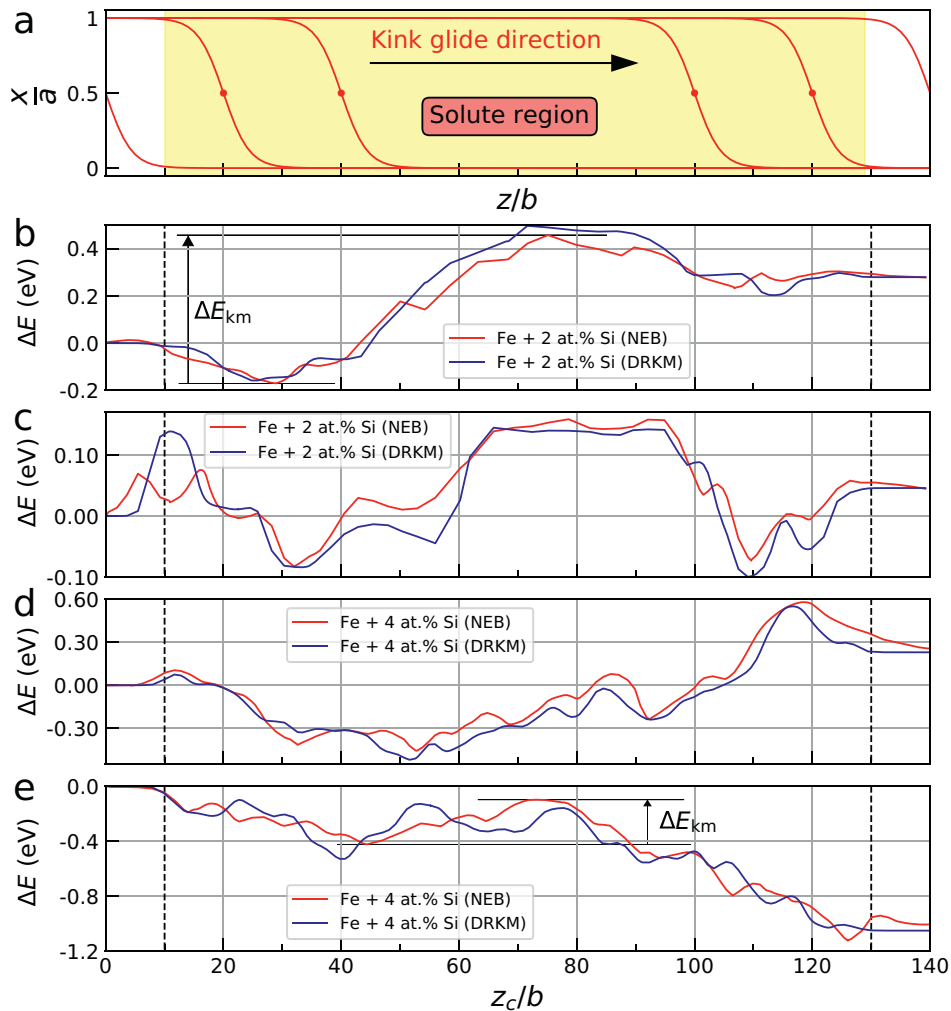 a
1
0.5
0
x/a
Kink glide direction
Solute region
z/b
b
0.4
0.2
0.0
-0.2
ΔE (eV)
ΔE_km
Fe + 2 at.% Si (NEB)
Fe + 2 at.% Si (DRKM)
c
0.10
0.00
-0.10
ΔE (eV)
Fe + 2 at.% Si (NEB)
Fe + 2 at.% Si (DRKM)
d
0.60
0.30
0.00
-0.30
ΔE (eV)
Fe + 4 at.% Si (NEB)
Fe + 4 at.% Si (DRKM)
e
0.0
-0.4
-0.8
-1.2
ΔE (eV)
ΔE_km
Fe + 4 at.% Si (NEB)
Fe + 4 at.% Si (DRKM)
0 20 40 60 80 100 120 140
z_c/b